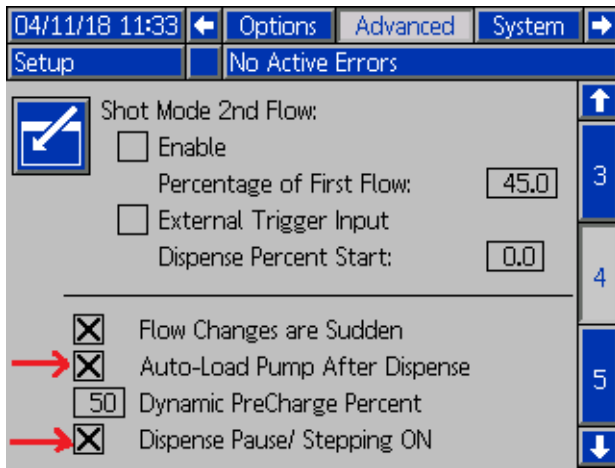 04/11/18 11:33 Options Advanced System
Setup No Active Errors
Shot Mode 2nd Flow:
Enable
Percentage of First Flow: 45.0
3
External Trigger Input
Dispense Percent Start: 0.0
4
Flow Changes are Sudden
Auto-Load Pump After Dispense
5
50 Dynamic PreCharge Percent
Dispense Pause/ Stepping ON